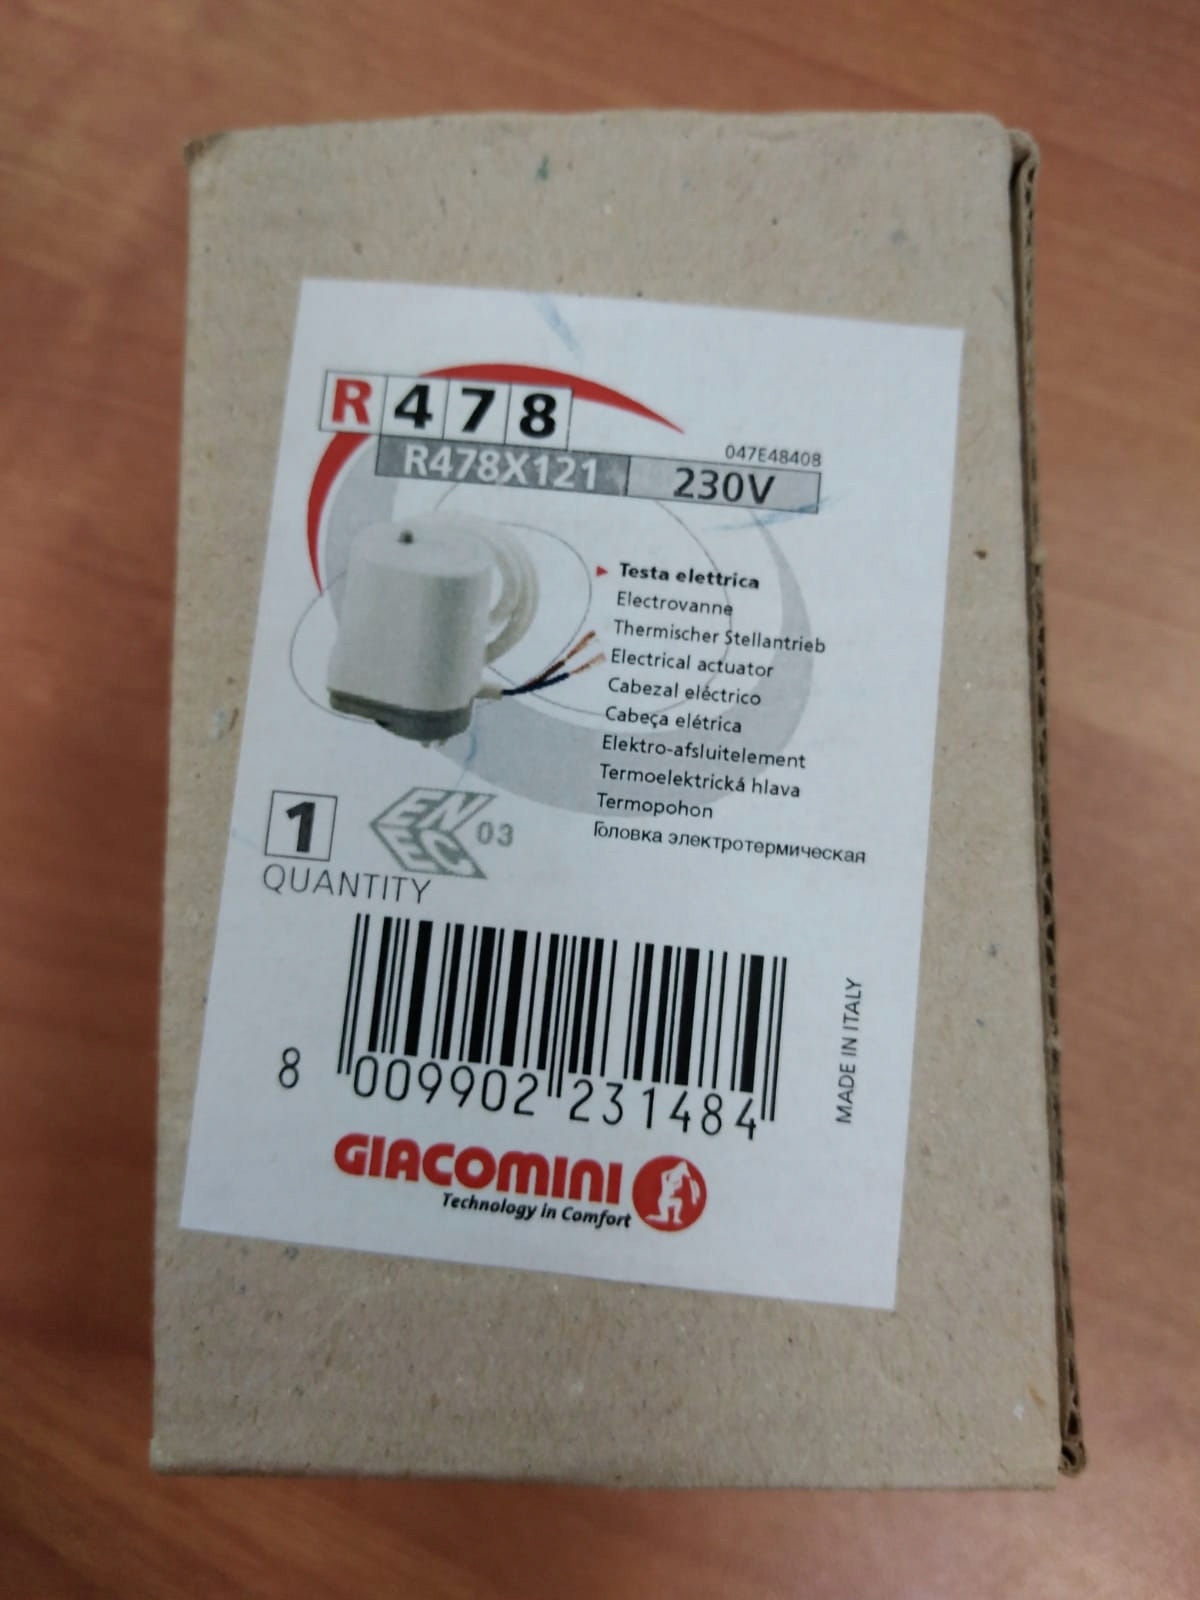 R478
047E48408
R478X121 230V
Testa elettrica
Electrovanne
Thermischer Stellantrieb
Electrical actuator
Cabezal eléctrico
Cabeça elétrica
Elektro-afsluitelement
Termoelektrická hlava
Termopohon
Головка электротермическая
1
QUANTITY
ENEC 03
8 009902 231484
MADE IN ITALY
GIACOMINI
Technology in Comfort